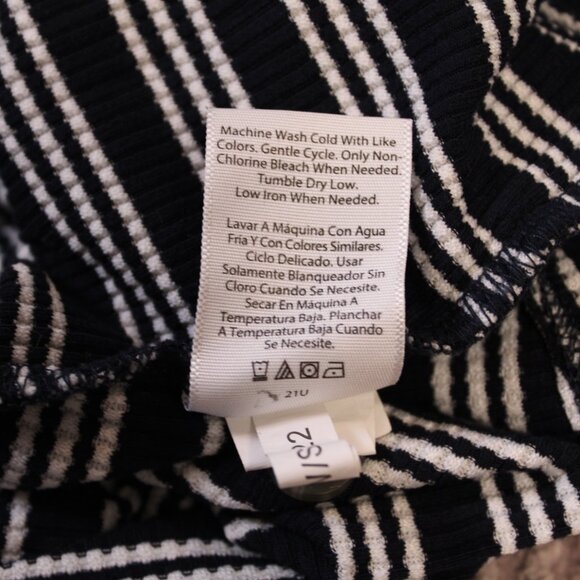 Machine Wash Cold With Like
Colors. Gentle Cycle. Only Non-
Chlorine Bleach When Needed.
Tumble Dry Low.
Low Iron When Needed.
Lavar A Máquina Con Agua
Fría Y Con Colores Similares.
Ciclo Delicado. Usar
Solamente Blanqueador Sin
Cloro Cuando Se Necesite.
Secar En Máquina A
Temperatura Baja. Planchar
A Temperatura Baja Cuando
Se Necesite.
21U
/S.2